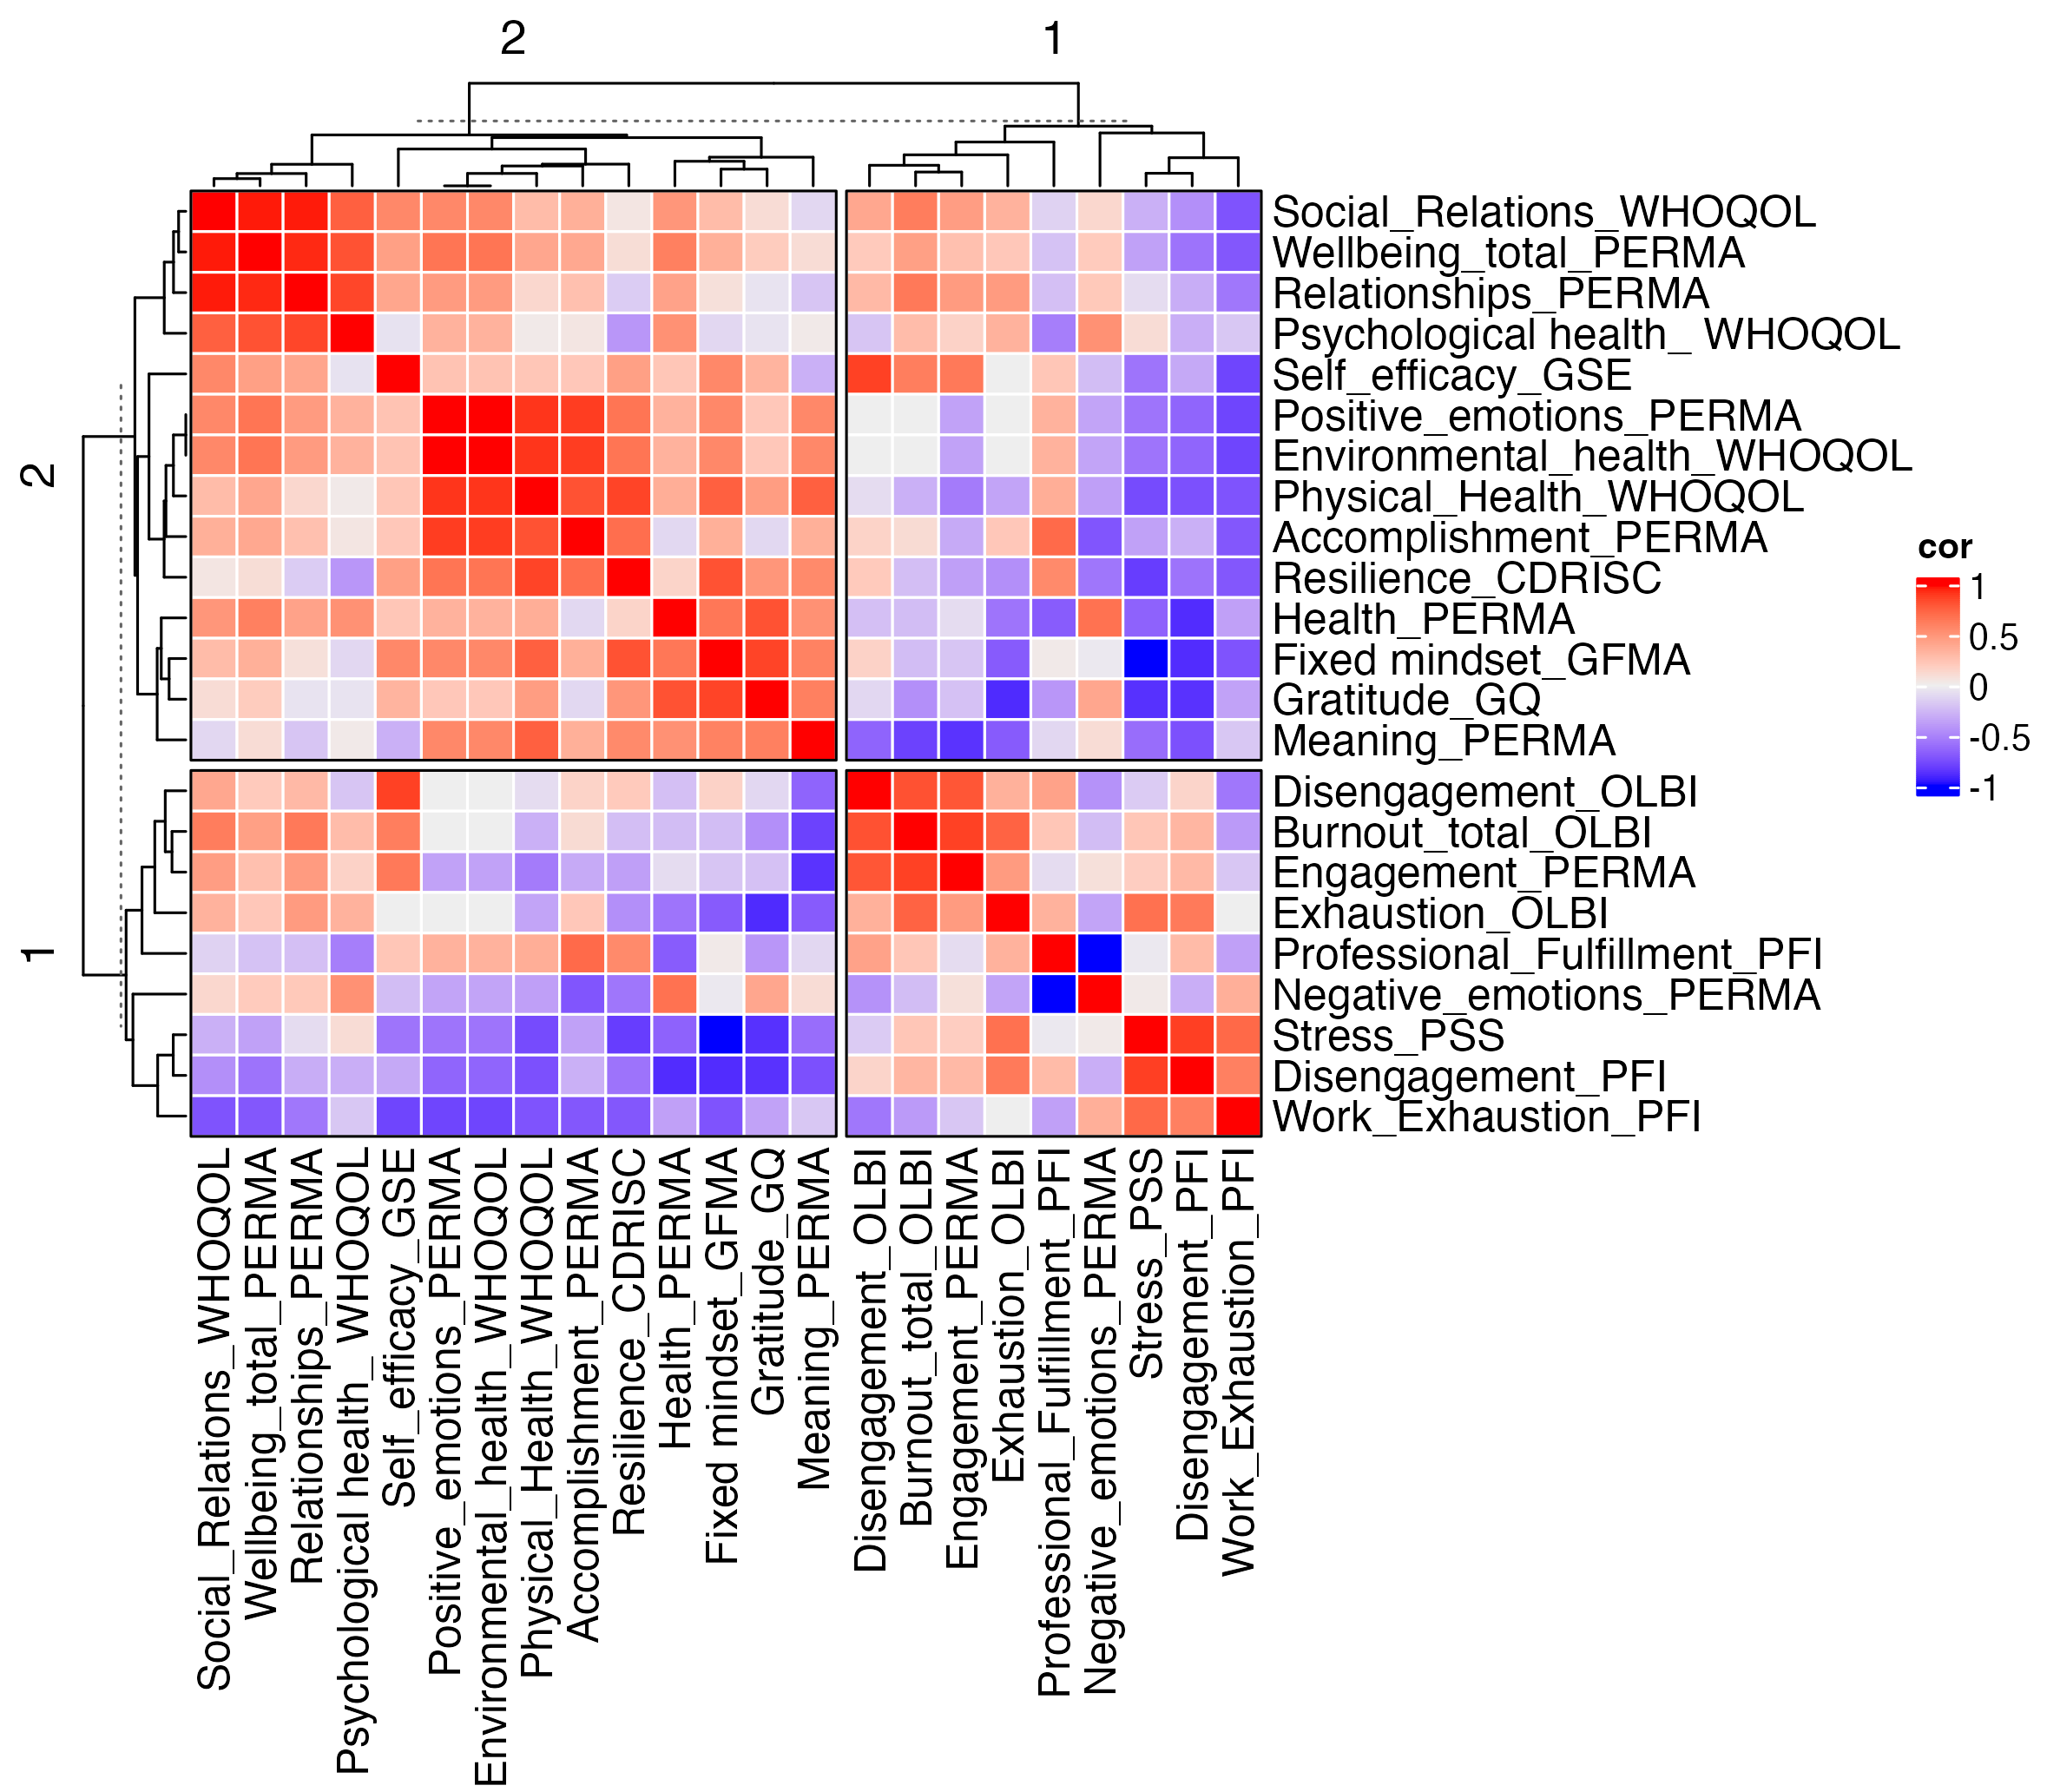 2
1
Social_Relations_WHOQOL
Wellbeing_total_PERMA
Relationships_PERMA
Psychological health_ WHOQOL
Self_efficacy_GSE
Positive_emotions_PERMA
Environmental_health_WHOQOL
Physical_Health_WHOQOL
Accomplishment_PERMA
Resilience_CDRISC
Health_PERMA
Fixed mindset_GFMA
Gratitude_GQ
Meaning_PERMA
Disengagement_OLBI
Burnout_total_OLBI
Engagement_PERMA
Exhaustion_OLBI
Professional_Fulfillment_PFI
Negative_emotions_PERMA
Stress_PSS
Disengagement_PFI
Work_Exhaustion_PFI
2
1
cor
1
0.5
0
-0.5
-1
Social_Relations_WHOQOL
Wellbeing_total_PERMA
Relationships_PERMA
Psychological health_ WHOQOL
Self_efficacy_GSE
Positive_emotions_PERMA
Environmental_health_WHOQOL
Physical_Health_WHOQOL
Accomplishment_PERMA
Resilience_CDRISC
Health_PERMA
Fixed mindset_GFMA
Gratitude_GQ
Meaning_PERMA
Disengagement_OLBI
Burnout_total_OLBI
Engagement_PERMA
Exhaustion_OLBI
Professional_Fulfillment_PFI
Negative_emotions_PERMA
Stress_PSS
Disengagement_PFI
Work_Exhaustion_PFI